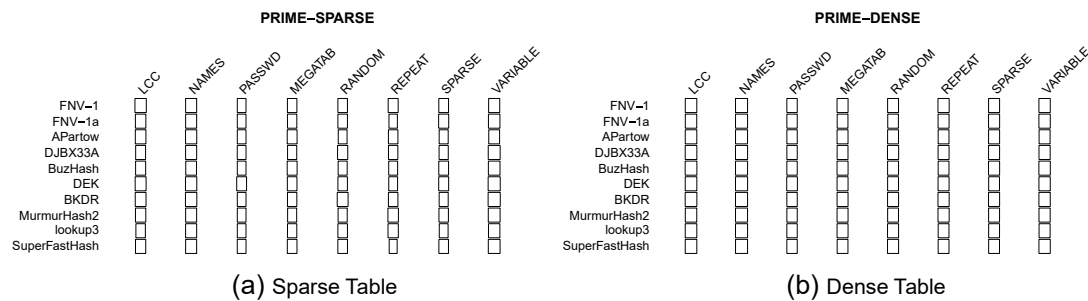 PRIME–SPARSE
LCC NAMES PASSWD MEGATAB RANDOM REPEAT SPARSE VARIABLE
FNV–1
FNV–1a
APartow
DJBX33A
BuzHash
DEK
BKDR
MurmurHash2
lookup3
SuperFastHash
(a) Sparse Table
PRIME–DENSE
LCC NAMES PASSWD MEGATAB RANDOM REPEAT SPARSE VARIABLE
FNV–1
FNV–1a
APartow
DJBX33A
BuzHash
DEK
BKDR
MurmurHash2
lookup3
SuperFastHash
(b) Dense Table